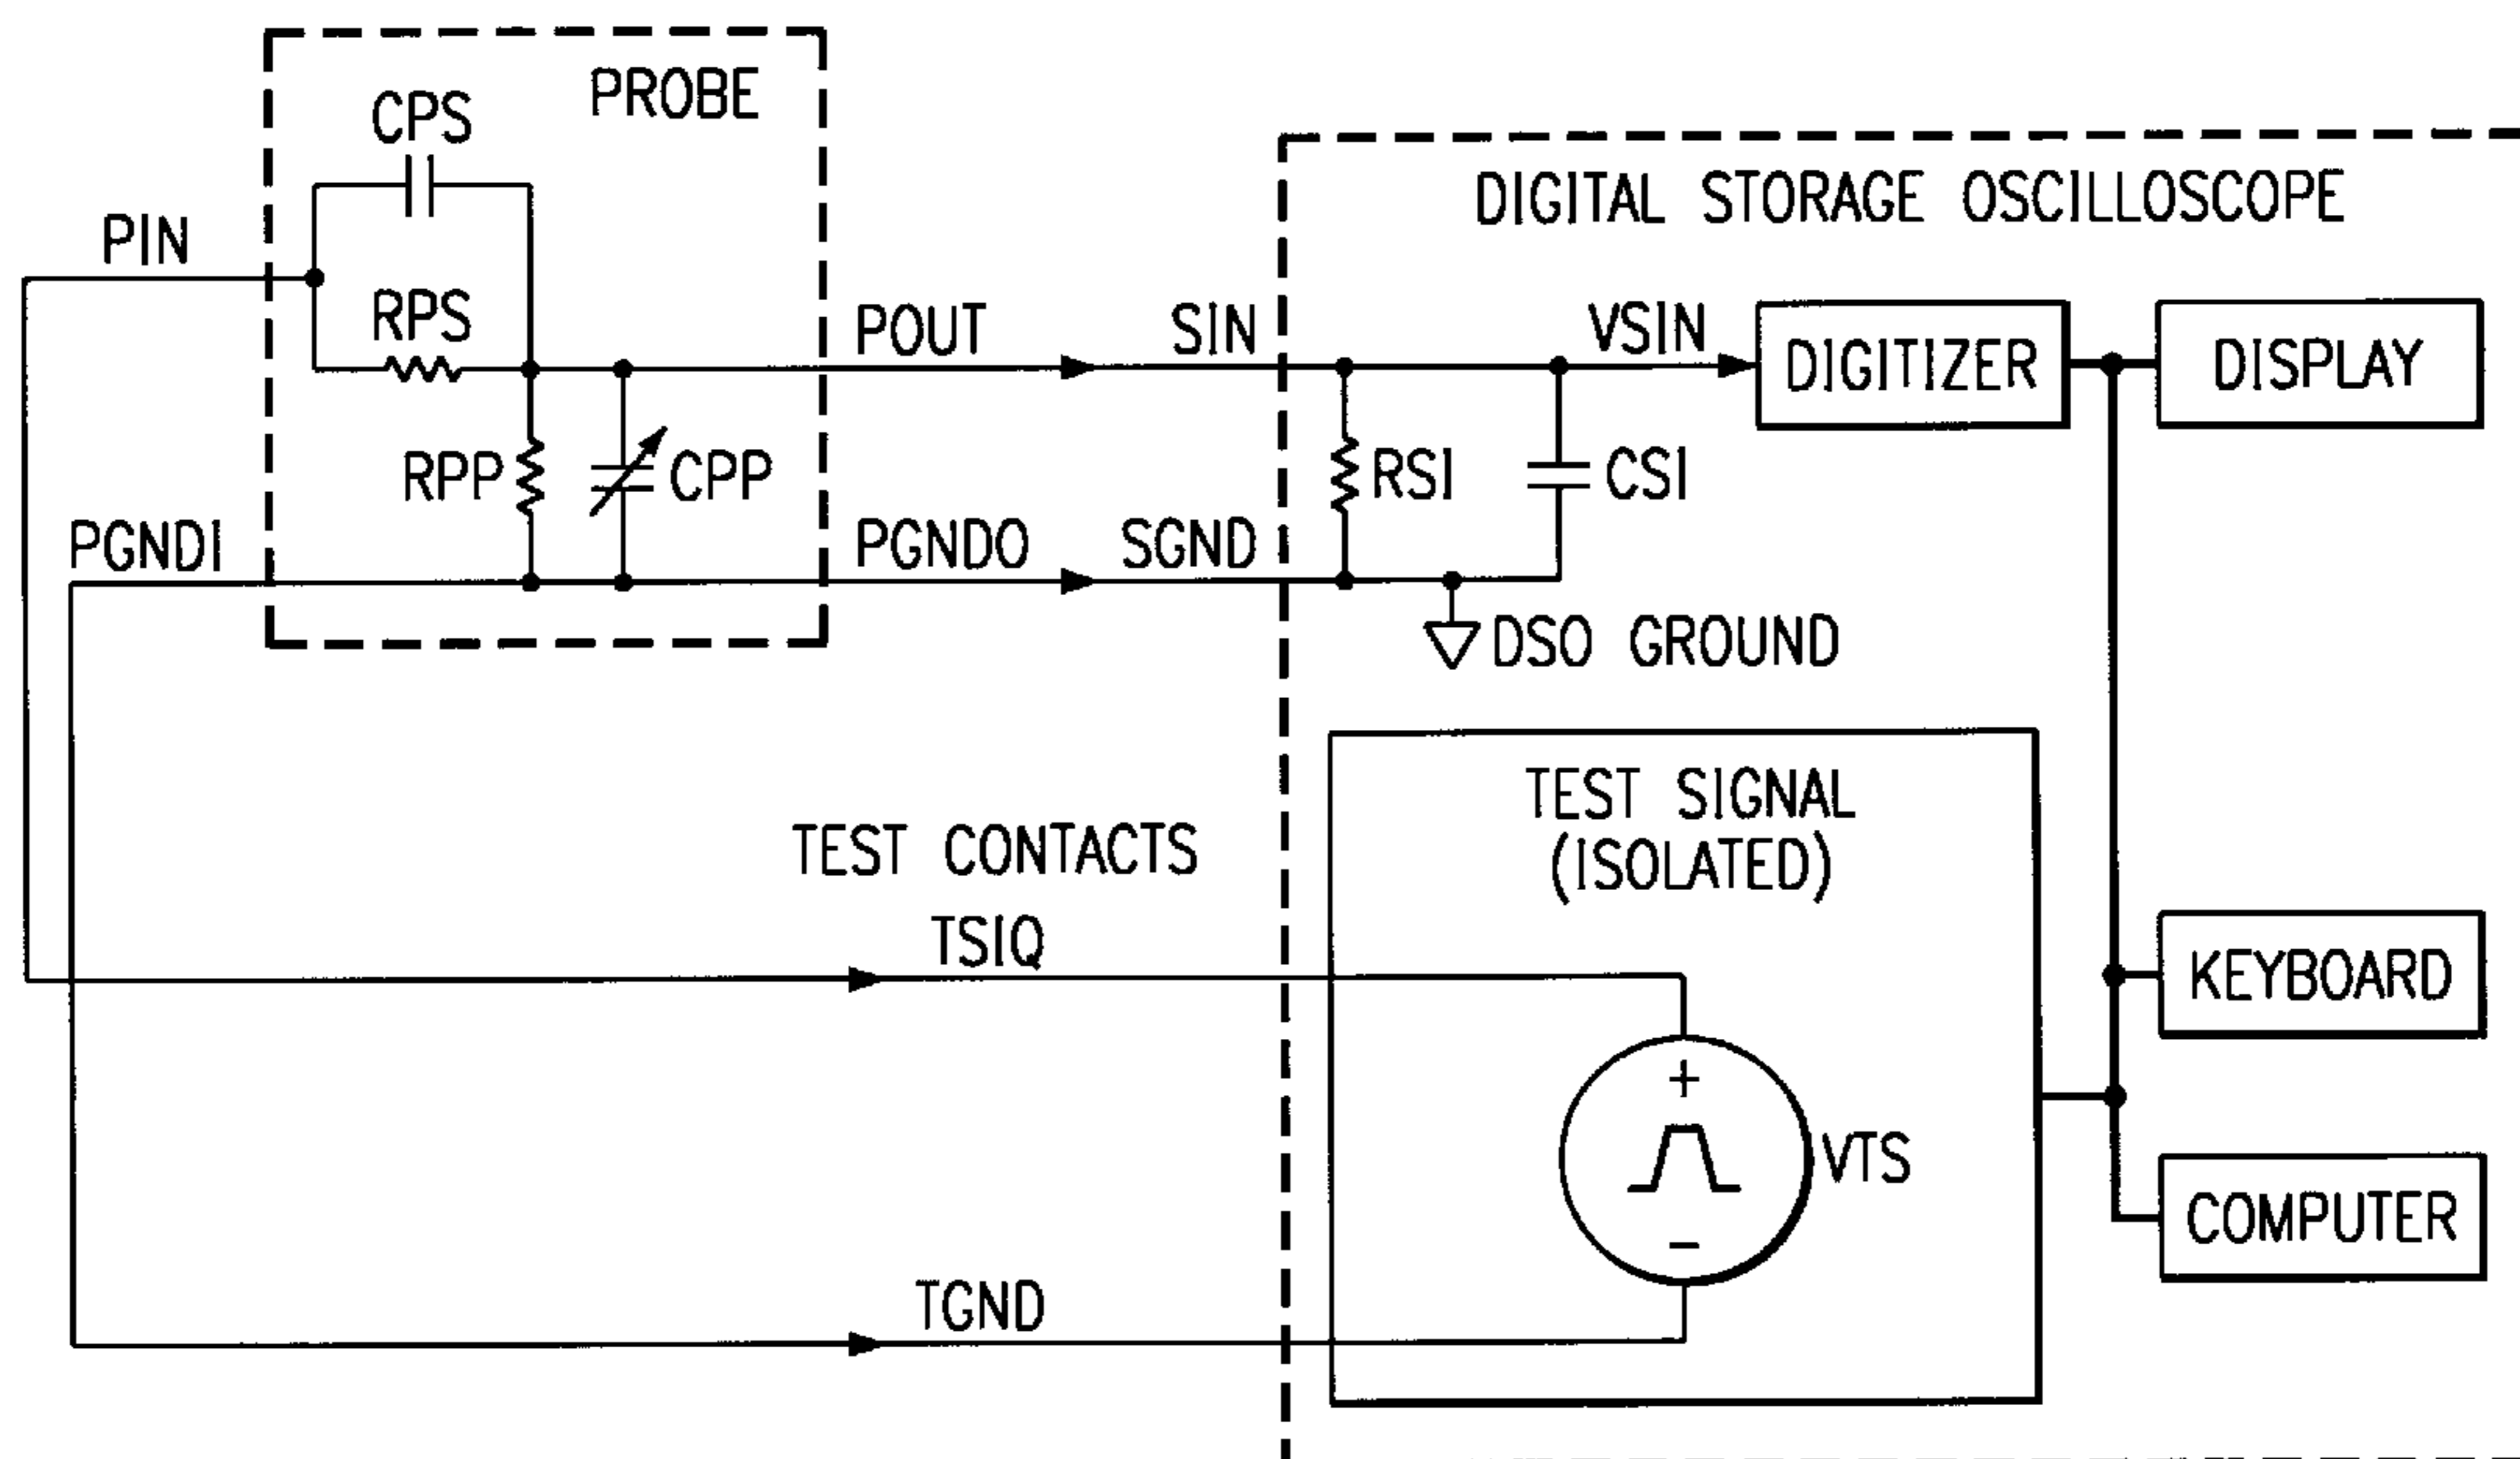 PROBE
CPS
DIGITAL STORAGE OSCILLOSCOPE
PIN
RPS
POUT
SIN
VSIN
DIGITIZER
DISPLAY
RPP
CPP
RSI
CSI
PGNDI
PGNDO
SGND
DSO GROUND
TEST SIGNAL
(ISOLATED)
TEST CONTACTS
TSIQ
KEYBOARD
+
VTS
−
COMPUTER
TGND